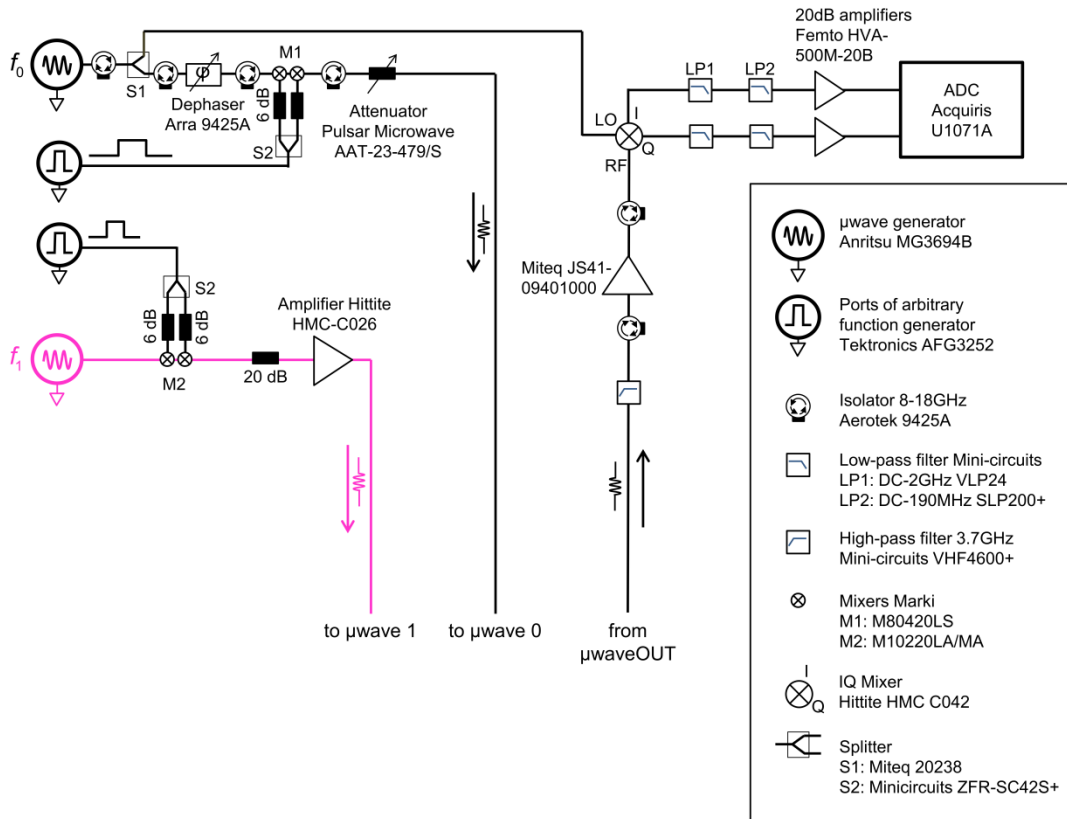 20dB amplifiers
Femto HVA-
500M-20B
f0
S1
φ
M1
6 dB
Dephaser
Arra 9425A
S2
Attenuator
Pulsar Microwave
AAT-23-479/S
LP1
LP2
LO
I
Q
RF
ADC
Acquiris
U1071A
S2
6 dB
6 dB
f1
M2
20 dB
Amplifier Hittite
HMC-C026
Miteq JS41-
09401000
to μwave 1
to μwave 0
from
μwaveOUT
μwave generator
Anritsu MG3694B
Ports of arbitrary
function generator
Tektronics AFG3252
Isolator 8-18GHz
Aerotek 9425A
Low-pass filter Mini-circuits
LP1: DC-2GHz VLP24
LP2: DC-190MHz SLP200+
High-pass filter 3.7GHz
Mini-circuits VHF4600+
Mixers Marki
M1: M80420LS
M2: M10220LA/MA
I
Q
IQ Mixer
Hittite HMC C042
Splitter
S1: Miteq 20238
S2: Minicircuits ZFR-SC42S+